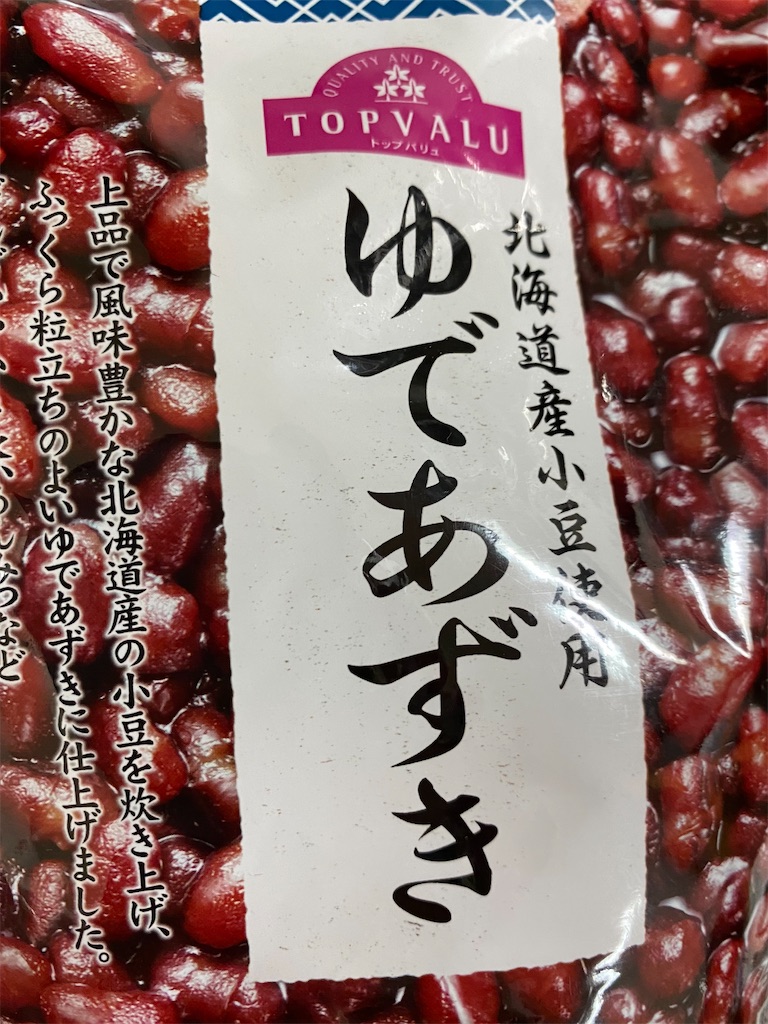 QUALITY AND TRUST
TOPVALU
トップバリュ
北海道産小豆使用
ゆであずき
上品で風味豊かな北海道産の小豆を炊き上げ、
ふっくら粒立ちのよいゆであずきに仕上げました。
など